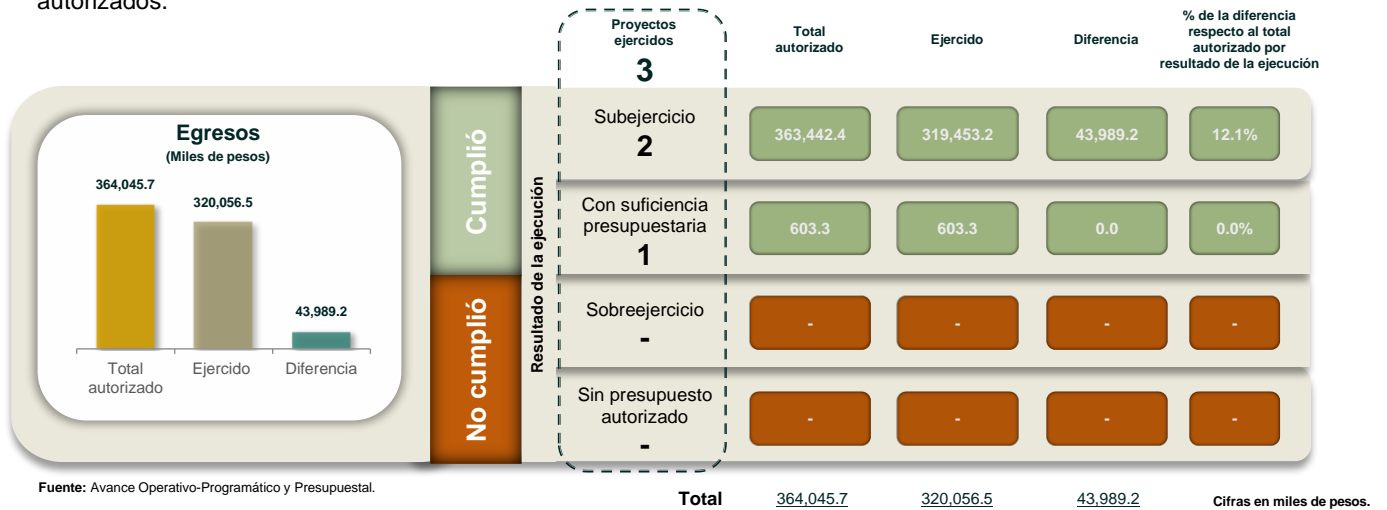 autorizados.
Proyectos
ejercidos
3
Total
autorizado
Ejercido
Diferencia
% de la diferencia
respecto al total
autorizado por
resultado de la ejecución
Egresos
(Miles de pesos)
364,045.7
320,056.5
43,989.2
Total
autorizado
Ejercido
Diferencia
Cumplió
No cumplió
Resultado de la ejecución
Subejercicio
2
363,442.4
319,453.2
43,989.2
12.1%
Con suficiencia
presupuestaria
1
603.3
603.3
0.0
0.0%
Sobreejercicio
-
-
-
-
-
Sin presupuesto
autorizado
-
-
-
-
-
Fuente: Avance Operativo-Programático y Presupuestal.
Total 364,045.7 320,056.5 43,989.2 Cifras en miles de pesos.